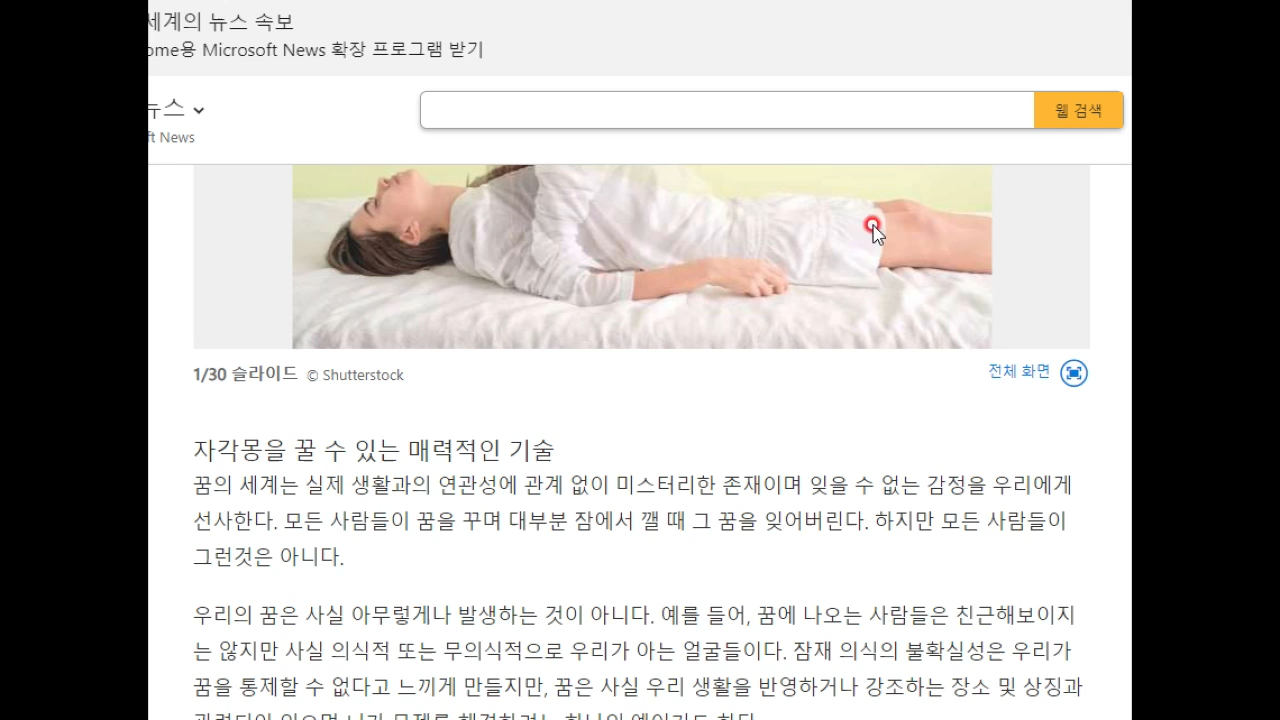 세계의 뉴스 속보
ome용 Microsoft News 확장 프로그램 받기
뉴스
웹 검색
ft News
1/30 슬라이드 © Shutterstock
전체 화면
자각몽을 꿀 수 있는 매력적인 기술
꿈의 세계는 실제 생활과의 연관성에 관계 없이 미스터리한 존재이며 잊을 수 없는 감정을 우리에게
선사한다. 모든 사람들이 꿈을 꾸며 대부분 잠에서 깰 때 그 꿈을 잊어버린다. 하지만 모든 사람들이
그런것은 아니다.
우리의 꿈은 사실 아무렇게나 발생하는 것이 아니다. 예를 들어, 꿈에 나오는 사람들은 친근해보이지
는 않지만 사실 의식적 또는 무의식적으로 우리가 아는 얼굴들이다. 잠재 의식의 불확실성은 우리가
꿈을 통제할 수 없다고 느끼게 만들지만, 꿈은 사실 우리 생활을 반영하거나 강조하는 장소 및 상징과